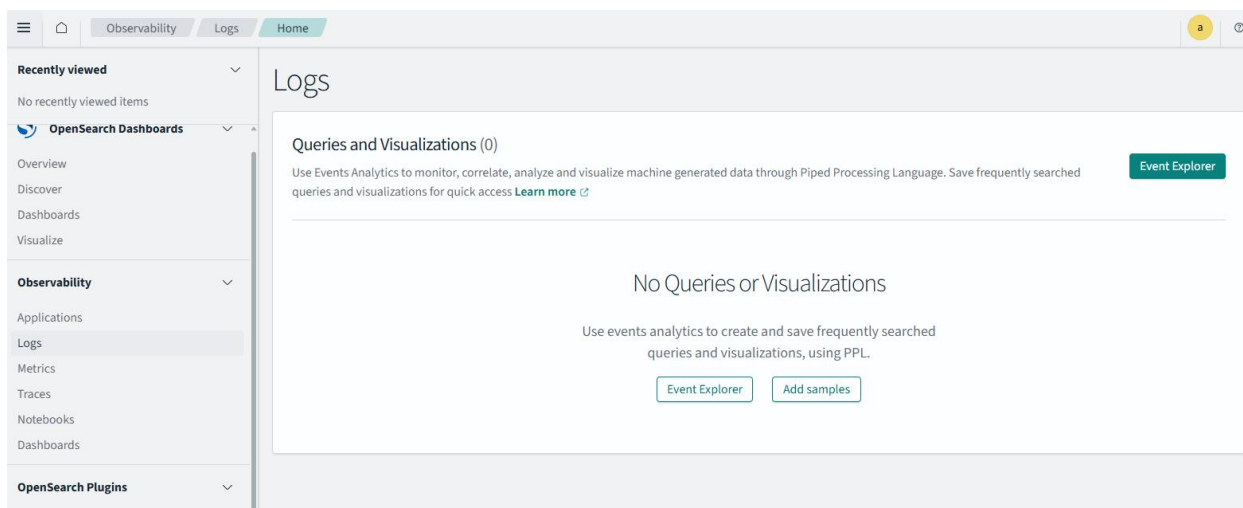 Observability Logs Home
a
Recently viewed
No recently viewed items
OpenSearch Dashboards
Overview
Discover
Dashboards
Visualize
Observability
Applications
Logs
Metrics
Traces
Notebooks
Dashboards
OpenSearch Plugins
Logs
Queries and Visualizations (0)
Use Events Analytics to monitor, correlate, analyze and visualize machine generated data through Piped Processing Language. Save frequently searched
queries and visualizations for quick access Learn more
Event Explorer
No Queries or Visualizations
Use events analytics to create and save frequently searched
queries and visualizations, using PPL.
Event Explorer Add samples